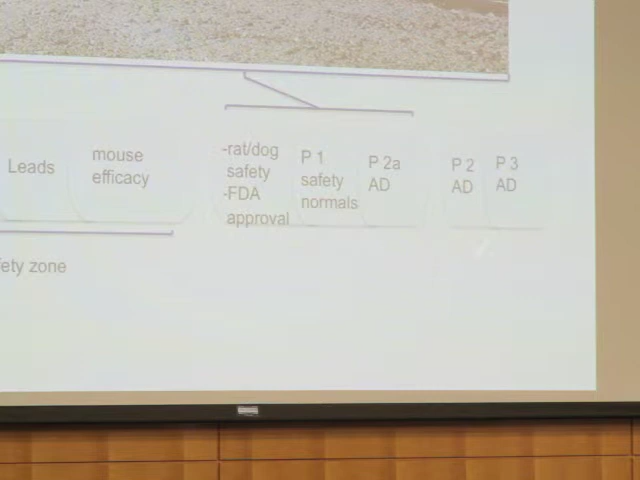 Leads
mouse
efficacy
-rat/dog
safety
-FDA
approval
P 1
safety
normals
P 2a
AD
P 2
AD
P 3
AD
fety zone